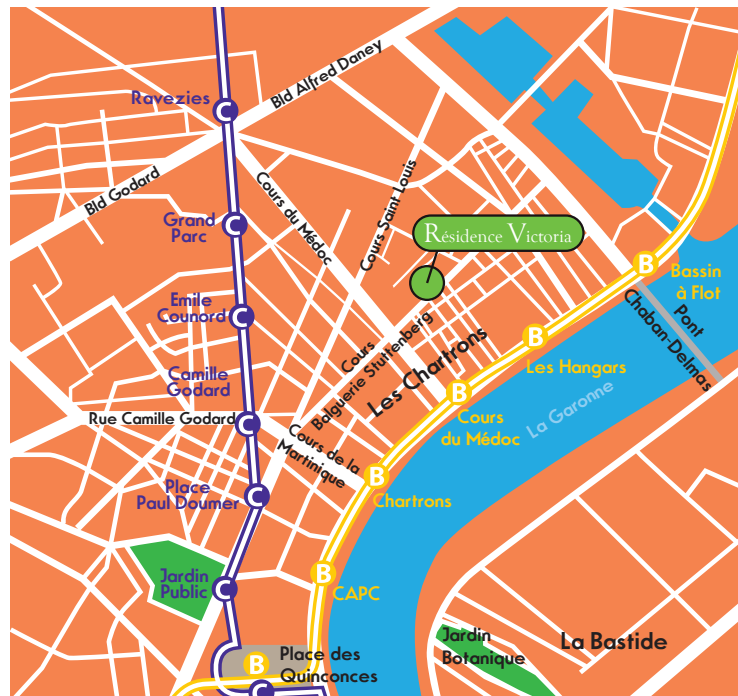 Bld Alfred Daney
Ravezies
C
Bld Godard
Cours du Médoc
Cours Saint Louis
Grand
Parc
C
Résidence Victoria
B
Bassin
à Flot
Pont
Chaban-Delmas
Emile
Counord
C
Cours
Balguerie Stuttenberg
Les Chartrons
B
Les Hangars
Camille
Godard
Rue Camille Godard
C
B
Cours
du Médoc
La Garonne
Cours de la
Martinique
B
Chartrons
Place
Paul Doumer
C
Jardin
Public
C
B
CAPC
Jardin
Botanique
La Bastide
B
Place des
Quinconces
C